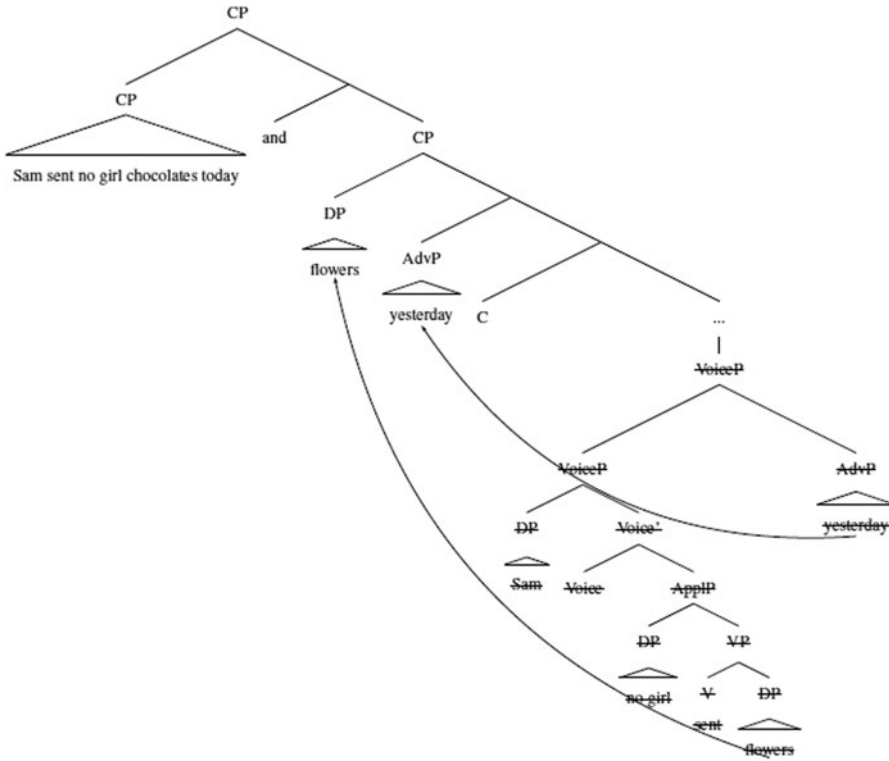 CP
CP
and
CP
Sam sent no girl chocolates today
DP
flowers
AdvP
yesterday
C
...
VoiceP
VoiceP
AdvP
yesterday
DP
Voice'
Sam
Voice
ApplP
DP
VP
no girl
V
DP
sent
flowers